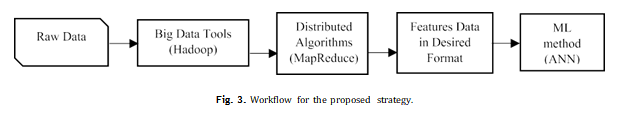 Raw Data
Big Data Tools
(Hadoop)
Distributed
Algorithms
(MapReduce)
Features Data
in Desired
Format
ML
method
(ANN)
Fig. 3. Workflow for the proposed strategy.